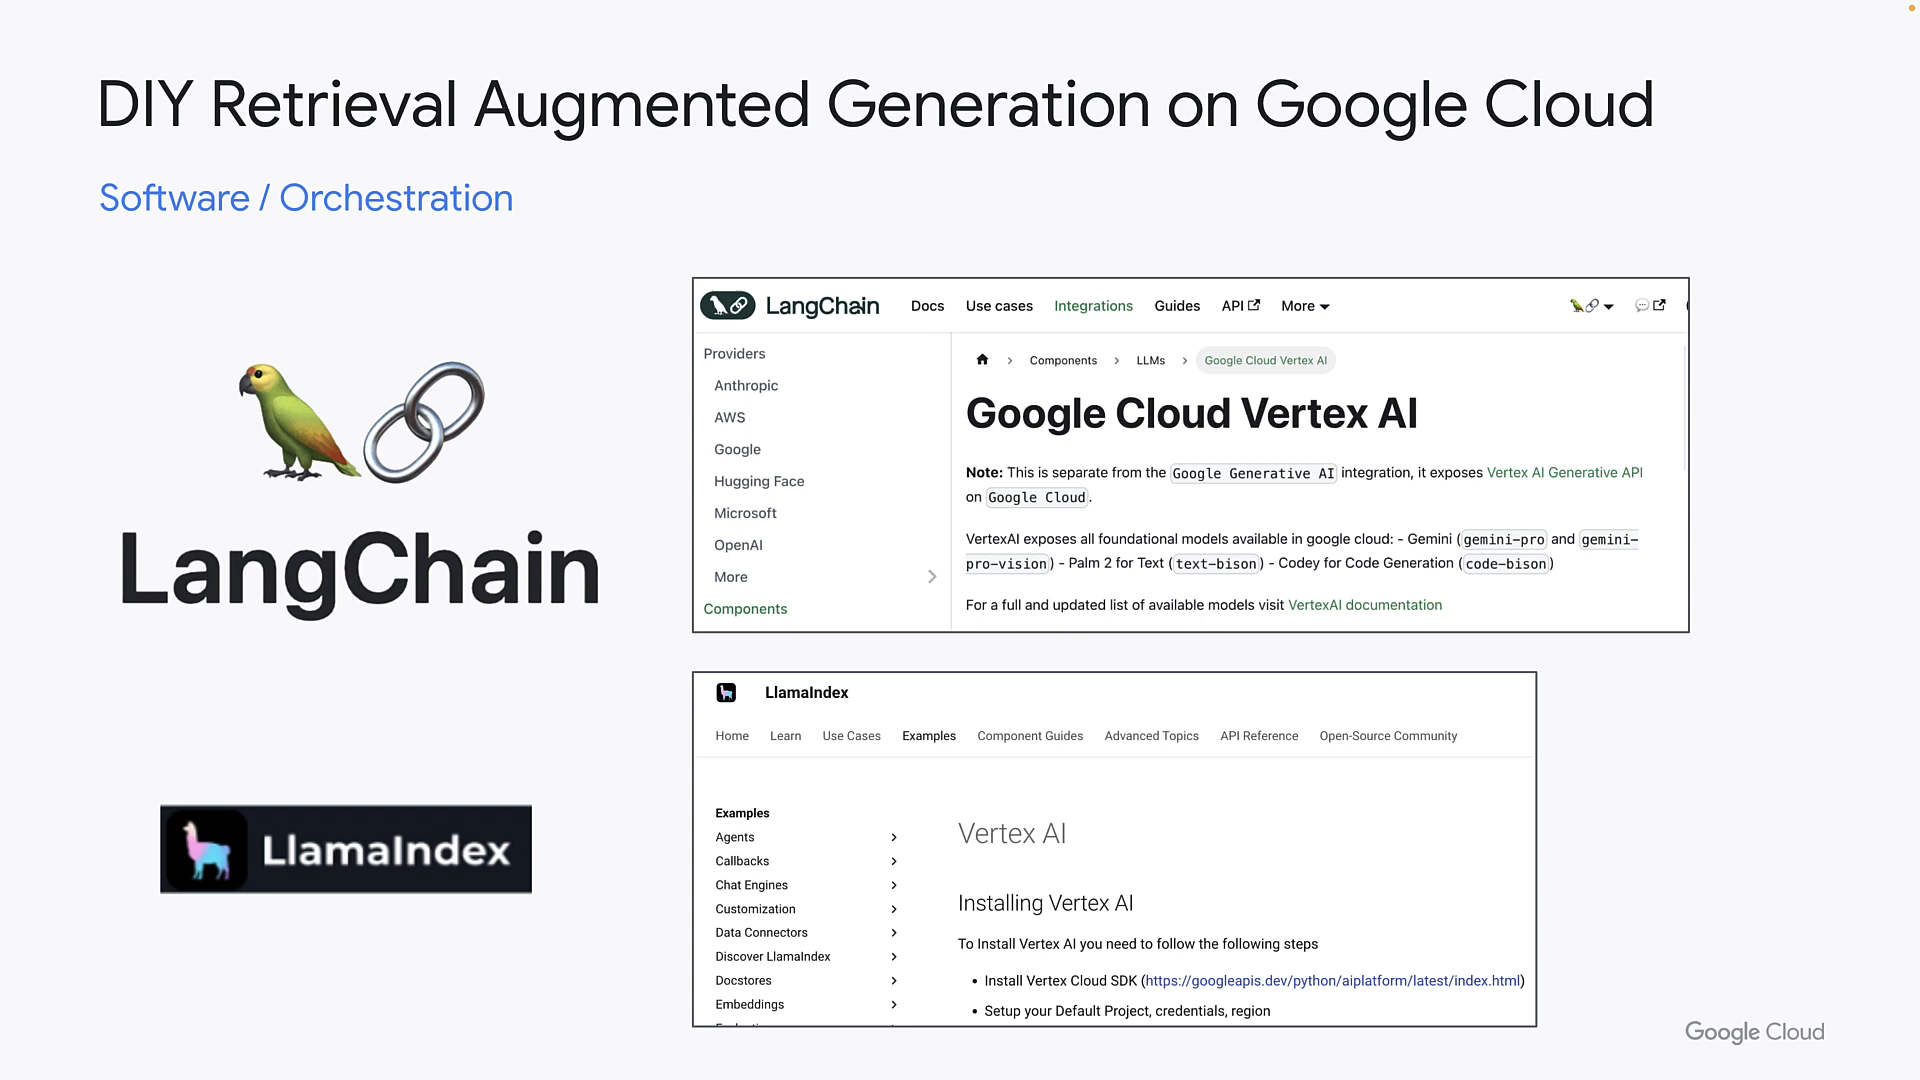 DIY Retrieval Augmented Generation on Google Cloud
Software / Orchestration
LangChain
LlamaIndex
LangChain Docs Use cases Integrations Guides API More
Providers
Anthropic
AWS
Google
Hugging Face
Microsoft
OpenAI
More
Components
Components LLMs Google Cloud Vertex AI
Google Cloud Vertex AI
Note: This is separate from the Google Generative AI integration, it exposes Vertex AI Generative API
on Google Cloud.
VertexAI exposes all foundational models available in google cloud: - Gemini (gemini-pro and gemini-
pro-vision) - Palm 2 for Text (text-bison) - Codey for Code Generation (code-bison)
For a full and updated list of available models visit VertexAI documentation
LlamaIndex
Home Learn Use Cases Examples Component Guides Advanced Topics API Reference Open-Source Community
Examples
Agents
Callbacks
Chat Engines
Customization
Data Connectors
Discover LlamaIndex
Docstores
Embeddings
Vertex AI
Installing Vertex AI
To Install Vertex AI you need to follow the following steps
• Install Vertex Cloud SDK (https://googleapis.dev/python/aiplatform/latest/index.html)
• Setup your Default Project, credentials, region
Google Cloud